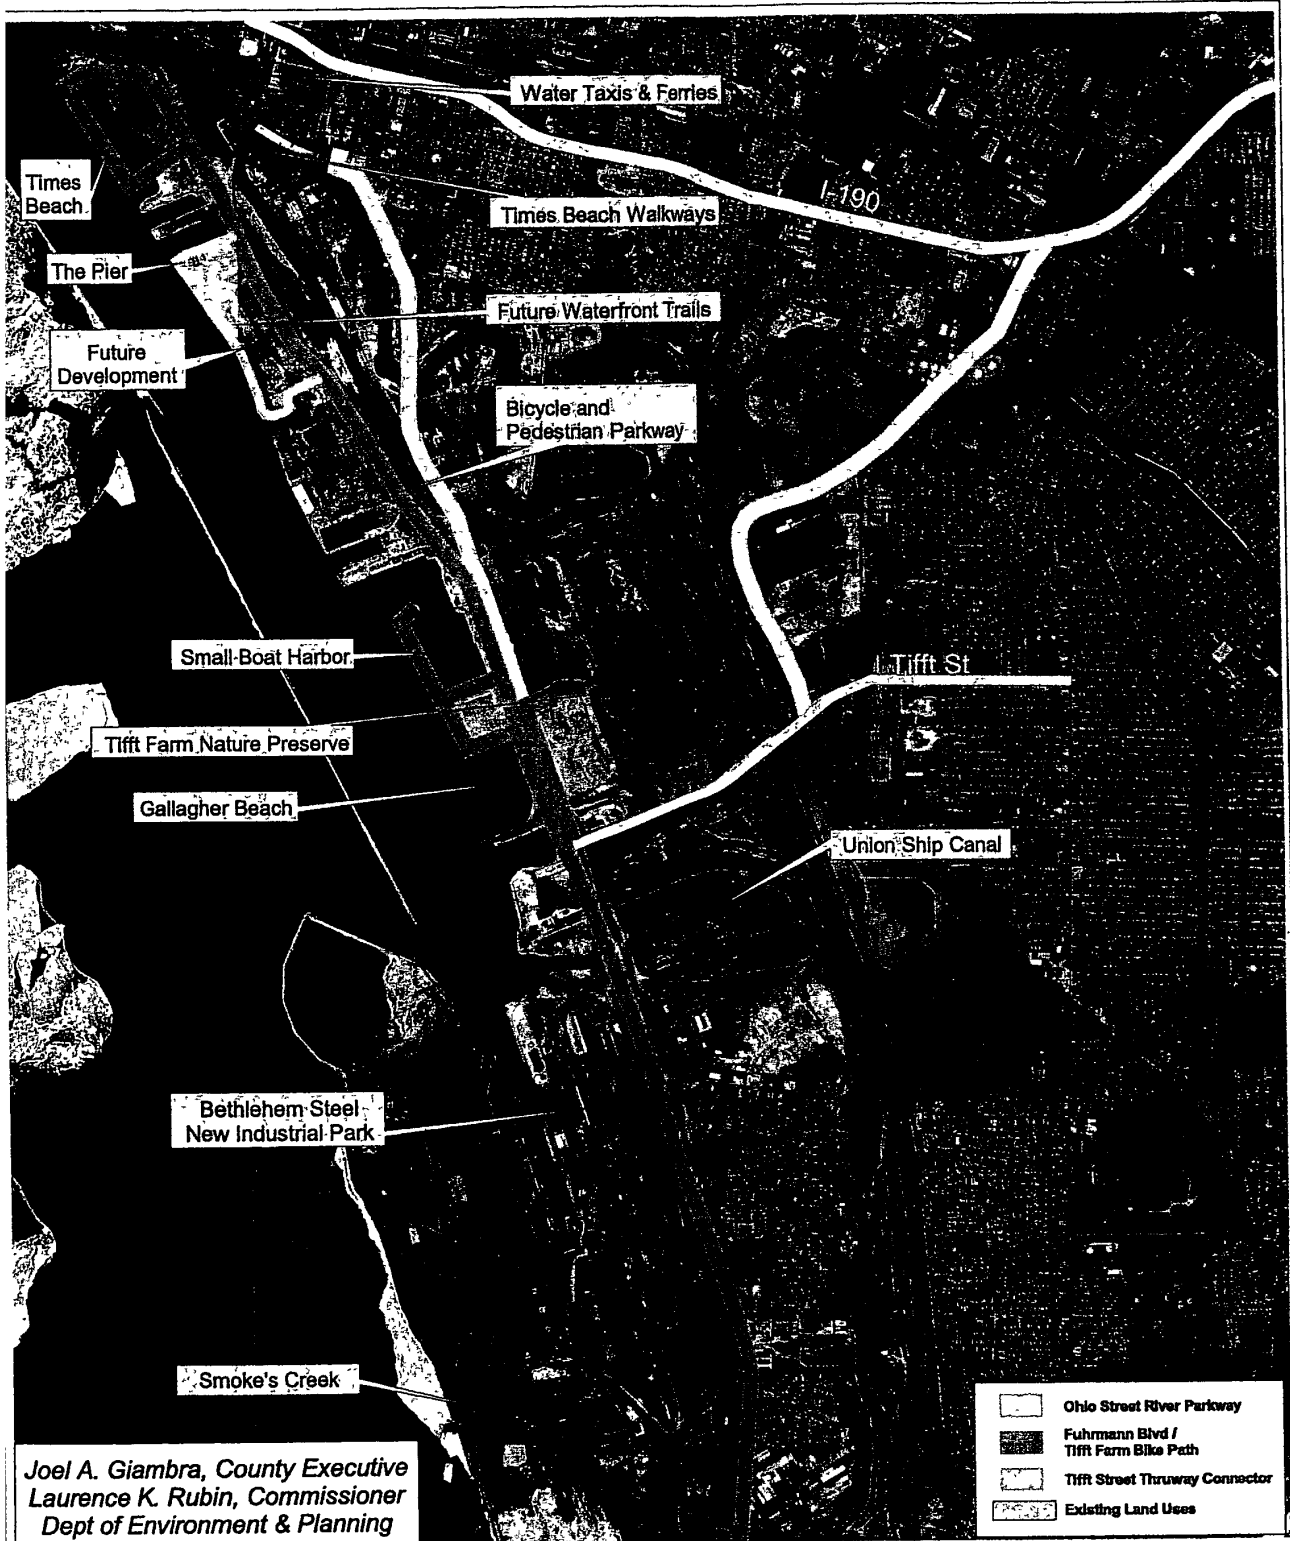 Water Taxis & Ferries
Times
Beach
I-190
Times Beach Walkways
The Pier
Future Waterfront Trails
Future
Development
Bicycle and
Pedestrian Parkway
Small Boat Harbor
Tifft St
Tifft Farm Nature Preserve
Gallagher Beach
Union Ship Canal
Bethlehem Steel
New Industrial Park
Smoke's Creek
Ohio Street River Parkway
Fuhrmann Blvd /
Tifft Farm Bike Path
Tifft Street Thruway Connector
Existing Land Uses
Joel A. Giambra, County Executive
Laurence K. Rubin, Commissioner
Dept of Environment & Planning